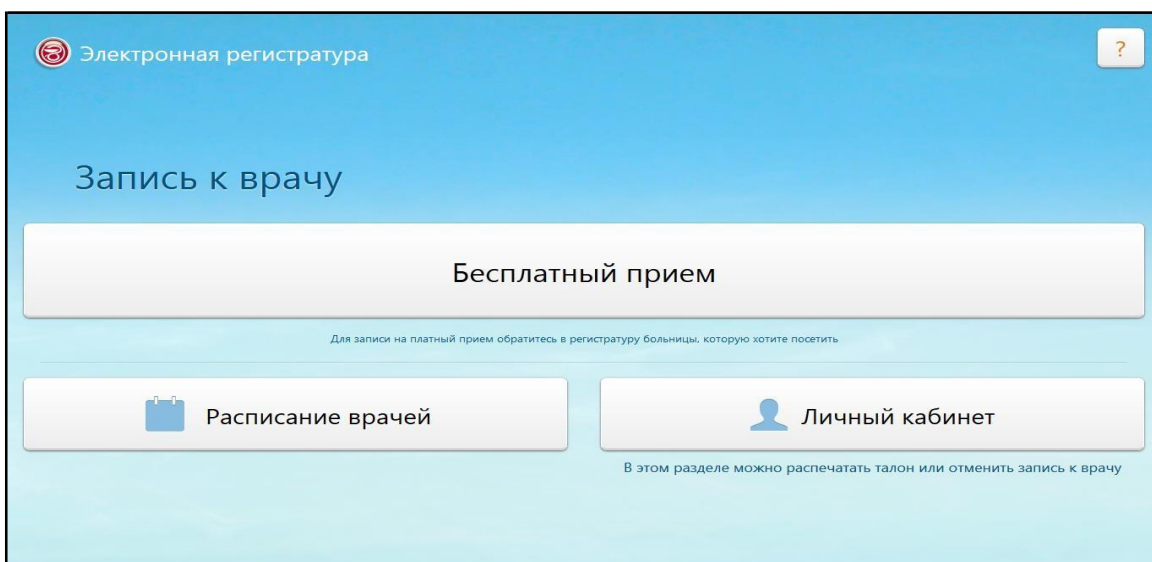 Электронная регистратура
?
Запись к врачу
Бесплатный прием
Для записи на платный прием обратитесь в регистратуру больницы, которую хотите посетить
Расписание врачей
Личный кабинет
В этом разделе можно распечатать талон или отменить запись к врачу